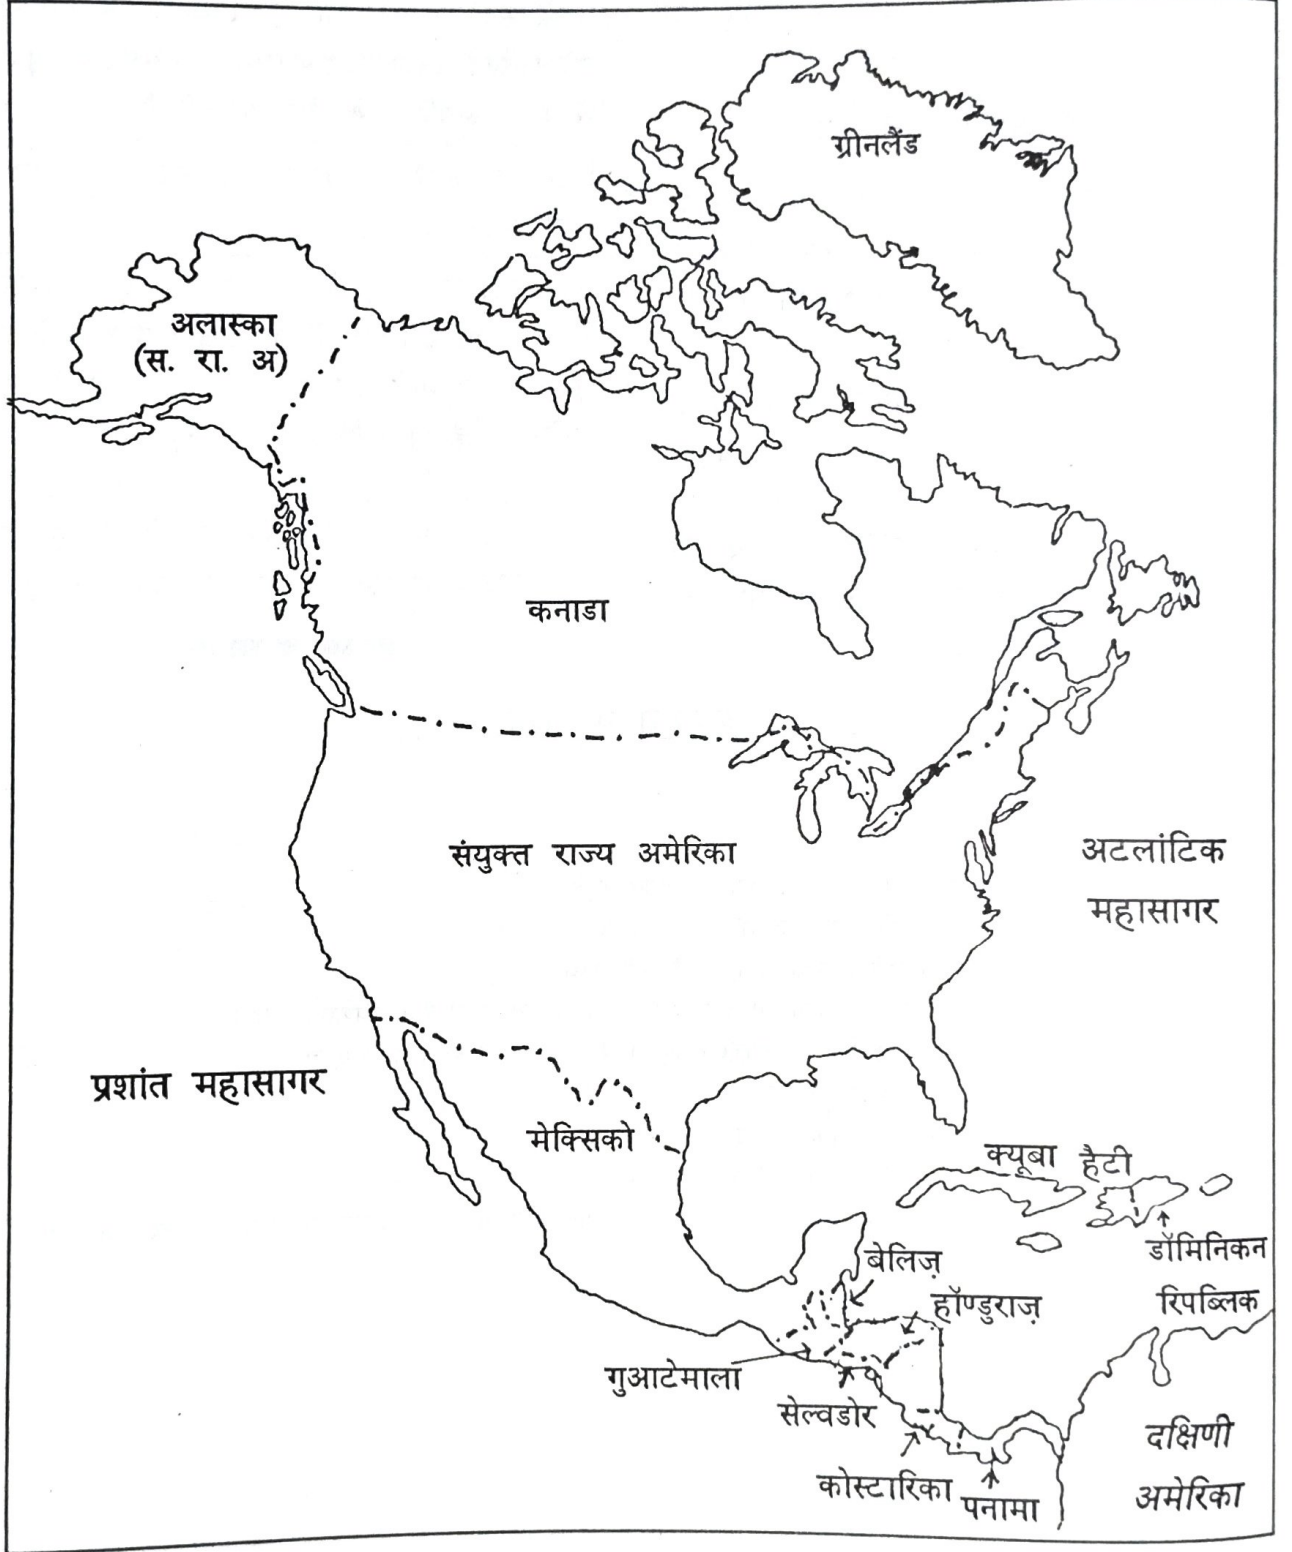 ग्रीनलैंड
अलास्का
(स. रा. अ)
कनाडा
संयुक्त राज्य अमेरिका
अटलांटिक
महासागर
प्रशांत महासागर
मेक्सिको
क्यूबा हैटी
डॉमिनिकन
रिपब्लिक
बेलिज़
हॉण्डुराज़
गुआटेमाला
सेल्वडोर
कोस्टारिका
पनामा
दक्षिणी
अमेरिका